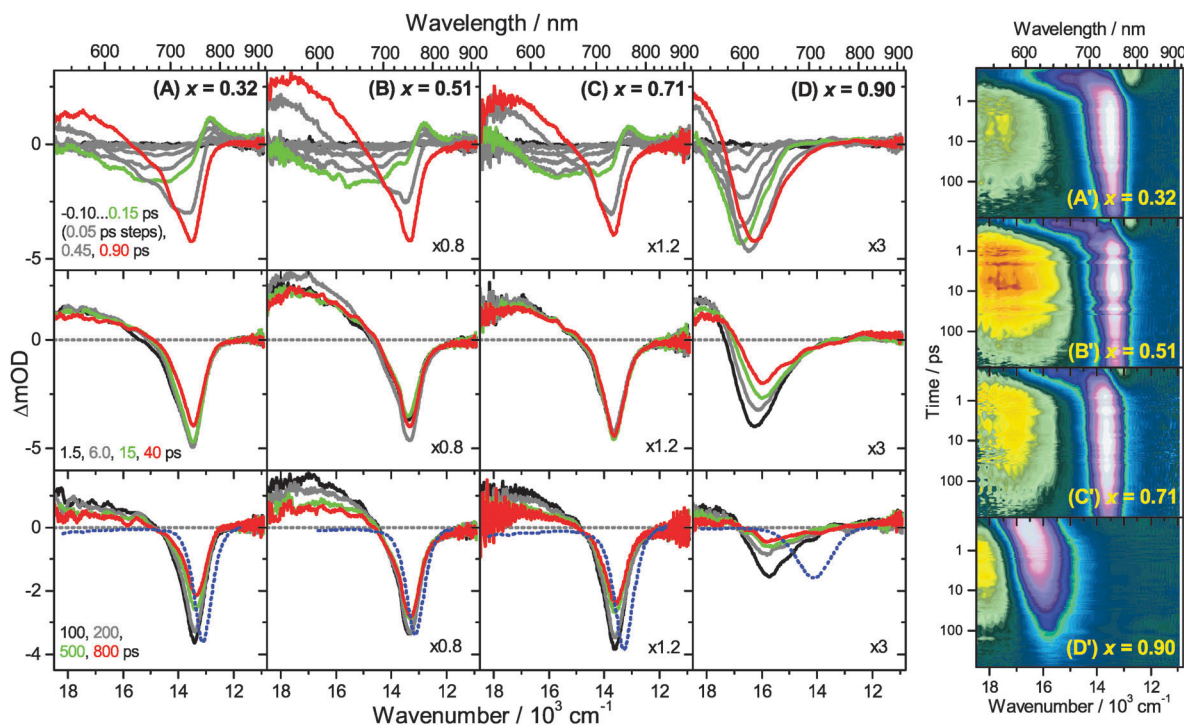 Wavelength / nm
600 700 800 900 600 700 800 900 600 700 800 900 600 700 800 900
(A) x = 0.32
(B) x = 0.51
(C) x = 0.71
(D) x = 0.90
0
-5
-0.10...0.15 ps
(0.05 ps steps),
0.45, 0.90 ps
x0.8
x1.2
x3
ΔmOD
0
-5
1.5, 6.0, 15, 40 ps
x0.8
x1.2
x3
0
-2
-4
100, 200,
500, 800 ps
x0.8
x1.2
x3
18 16 14 12 18 16 14 12 18 16 14 12 18 16 14 12
Wavenumber / 10³ cm⁻¹
Wavelength / nm
600 700 800 900
1
10
100
(A') x = 0.32
1
10
100
(B') x = 0.51
1
10
100
(C') x = 0.71
1
10
100
(D') x = 0.90
Time / ps
18 16 14 12
Wavenumber / 10³ cm⁻¹